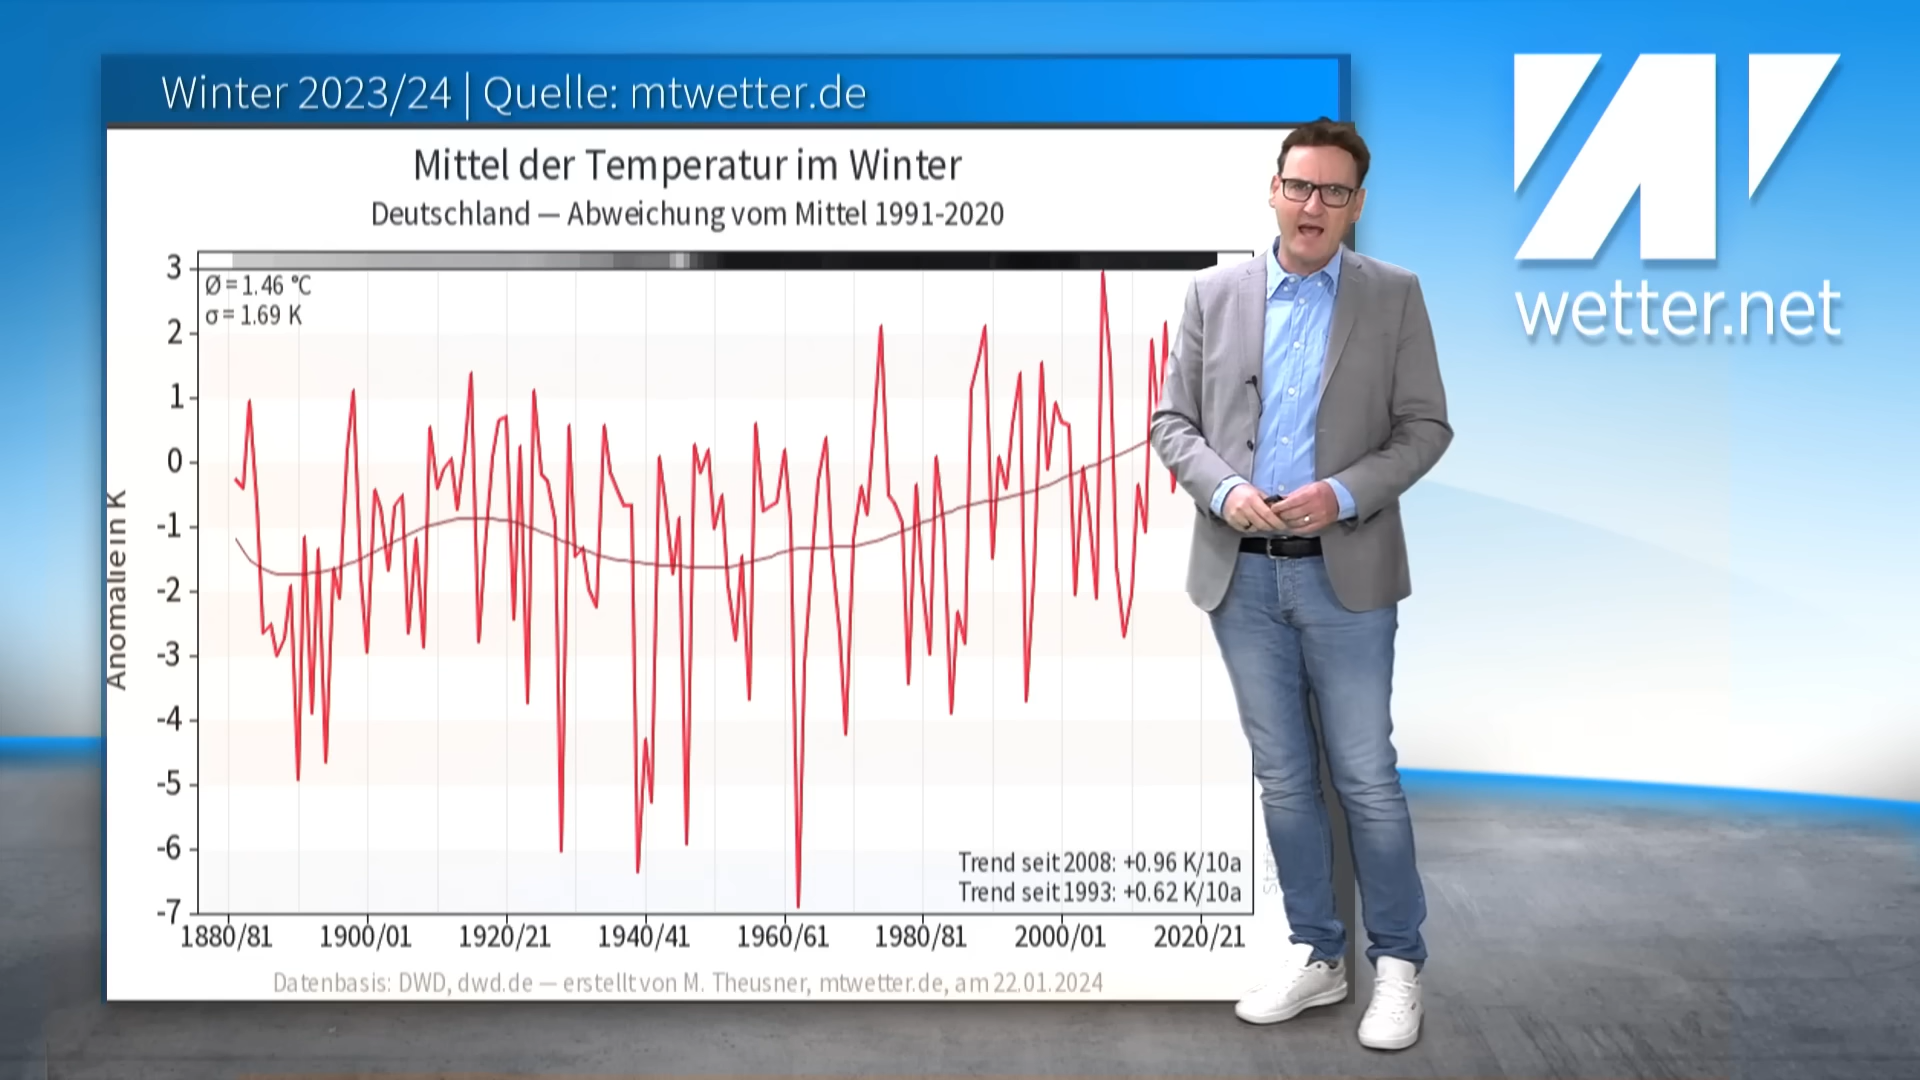 Winter 2023/24 | Quelle: mtwetter.de
wetter.net
Mittel der Temperatur im Winter
Deutschland — Abweichung vom Mittel 1991-2020
Ø = 1.46 °C
σ = 1.69 K
3
2
1
0
-1
-2
-3
-4
-5
-6
-7
Anomalie in K
Trend seit 2008: +0.96 K/10a
Trend seit 1993: +0.62 K/10a
1880/81 1900/01 1920/21 1940/41 1960/61 1980/81 2000/01 2020/21
Datenbasis: DWD, dwd.de — erstellt von M. Theusner, mtwetter.de, am 22.01.2024